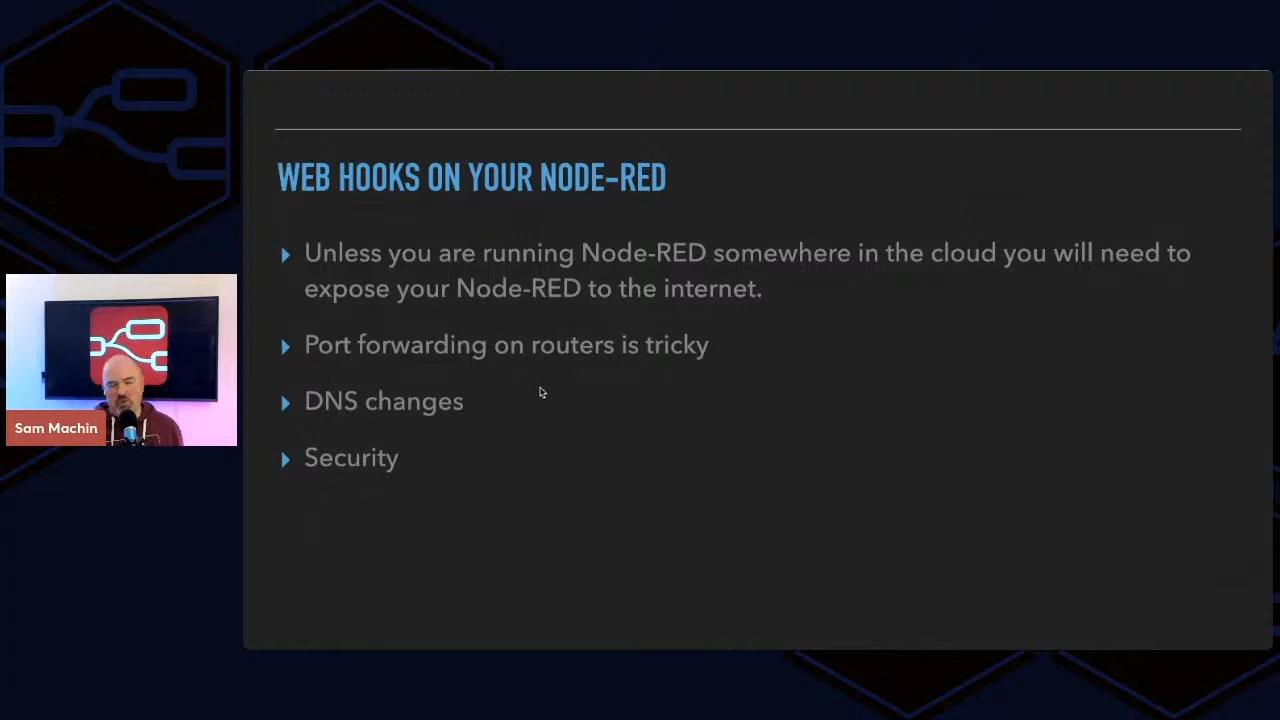 WEB HOOKS ON YOUR NODE-RED
Unless you are running Node-RED somewhere in the cloud you will need to
expose your Node-RED to the internet.
Port forwarding on routers is tricky
DNS changes
Security
Sam Machin